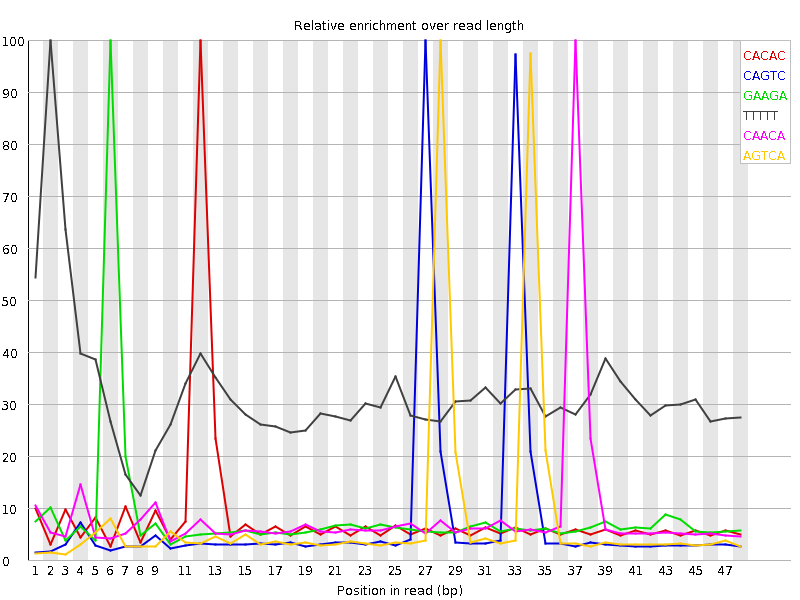 Relative enrichment over read length
100
90
80
70
60
50
40
30
20
10
0
CACAC
CAGTC
GAAGA
TTTTT
CAACA
AGTCA
1 2 3 4 5 6 7 8 9 11 13 15 17 19 21 23 25 27 29 31 33 35 37 39 41 43 45 47
Position in read (bp)